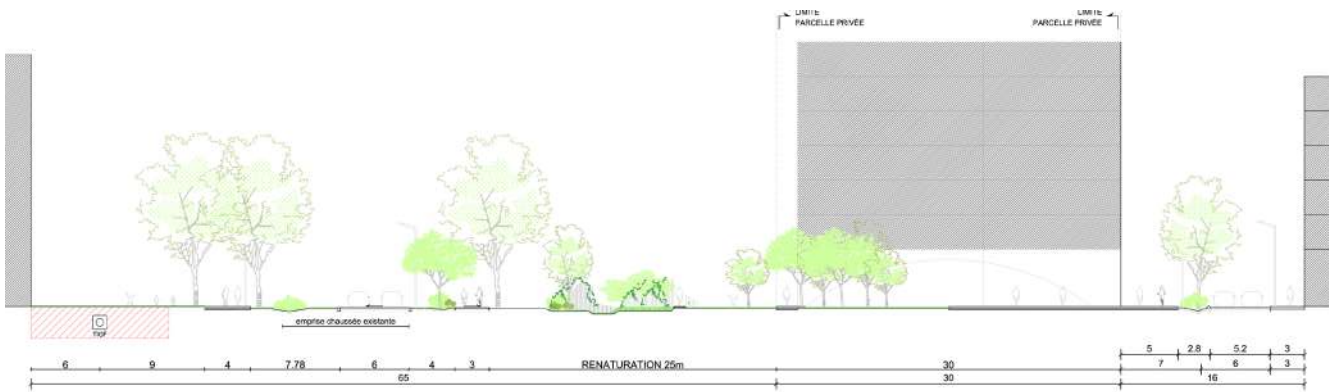 LIMITE
PARCELLE PRIVÉE
LIMITE
PARCELLE PRIVÉE
emprise chaussée existante
5 2.8 5.2 3
6 9 4 7.78 6 4 3 RENATURATION 25m 30 7 6 3
65 30 16